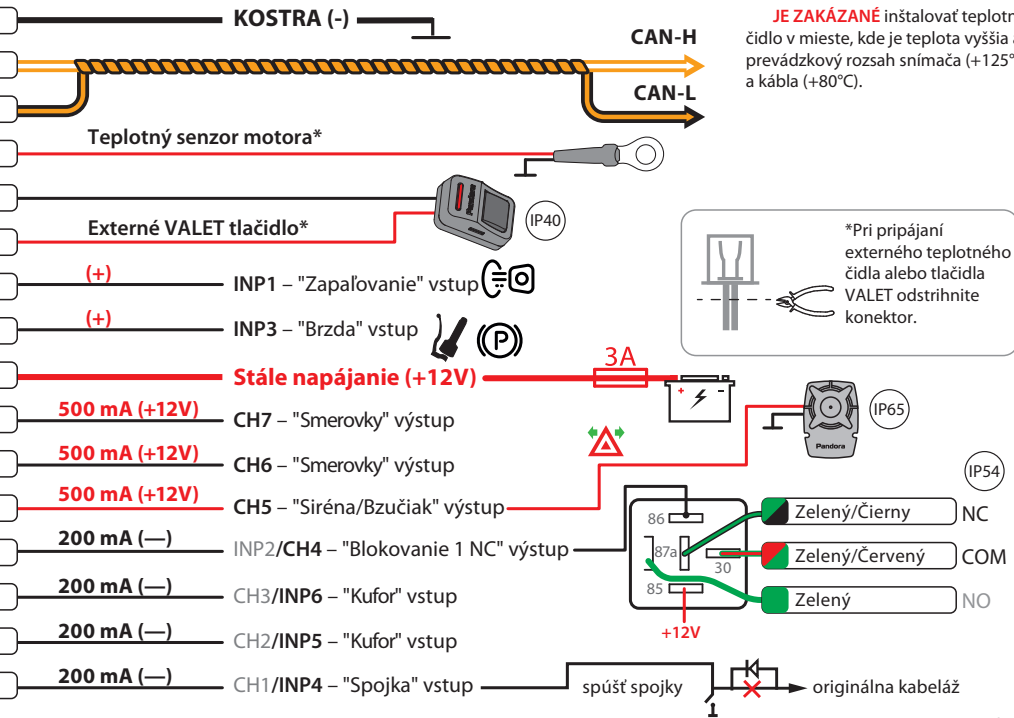 KOSTRA (-)
CAN-H
CAN-L
JE ZAKÁZANÉ inštalovať teplotn
čidlo v mieste, kde je teplota vyššia
prevádzkový rozsah snímača (+125°
a kábla (+80°C).
Teplotný senzor motora*
Externé VALET tlačidlo*
Pandora
IP40
*Pri pripájaní
externého teplotného
čidla alebo tlačidla
VALET odstrihnite
konektor.
(+)
INP1 – "Zapaľovanie" vstup
(+)
INP3 – "Brzda" vstup
(P)
Stále napájanie (+12V)
3A
+ -
500 mA (+12V)
CH7 – "Smerovky" výstup
Pandora
IP65
500 mA (+12V)
CH6 – "Smerovky" výstup
IP54
500 mA (+12V)
CH5 – "Siréna/Bzučiak" výstup
200 mA (—)
INP2/CH4 – "Blokovanie 1 NC" výstup
86
87a
30
85
+12V
Zelený/Čierny NC
Zelený/Červený COM
Zelený NO
200 mA (—)
CH3/INP6 – "Kufor" vstup
200 mA (—)
CH2/INP5 – "Kufor" vstup
200 mA (—)
CH1/INP4 – "Spojka" vstup
spúšť spojky
originálna kabeláž